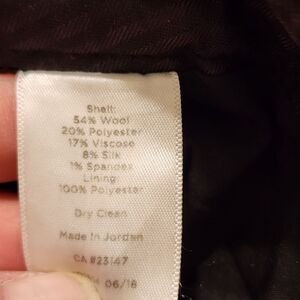 Shell:
54% Wool
20% Polyester
17% Viscose
8% Silk
1% Spandex
Lining
100% Polyester
Dry Clean
Made in Jordan
CA #23147
06/18